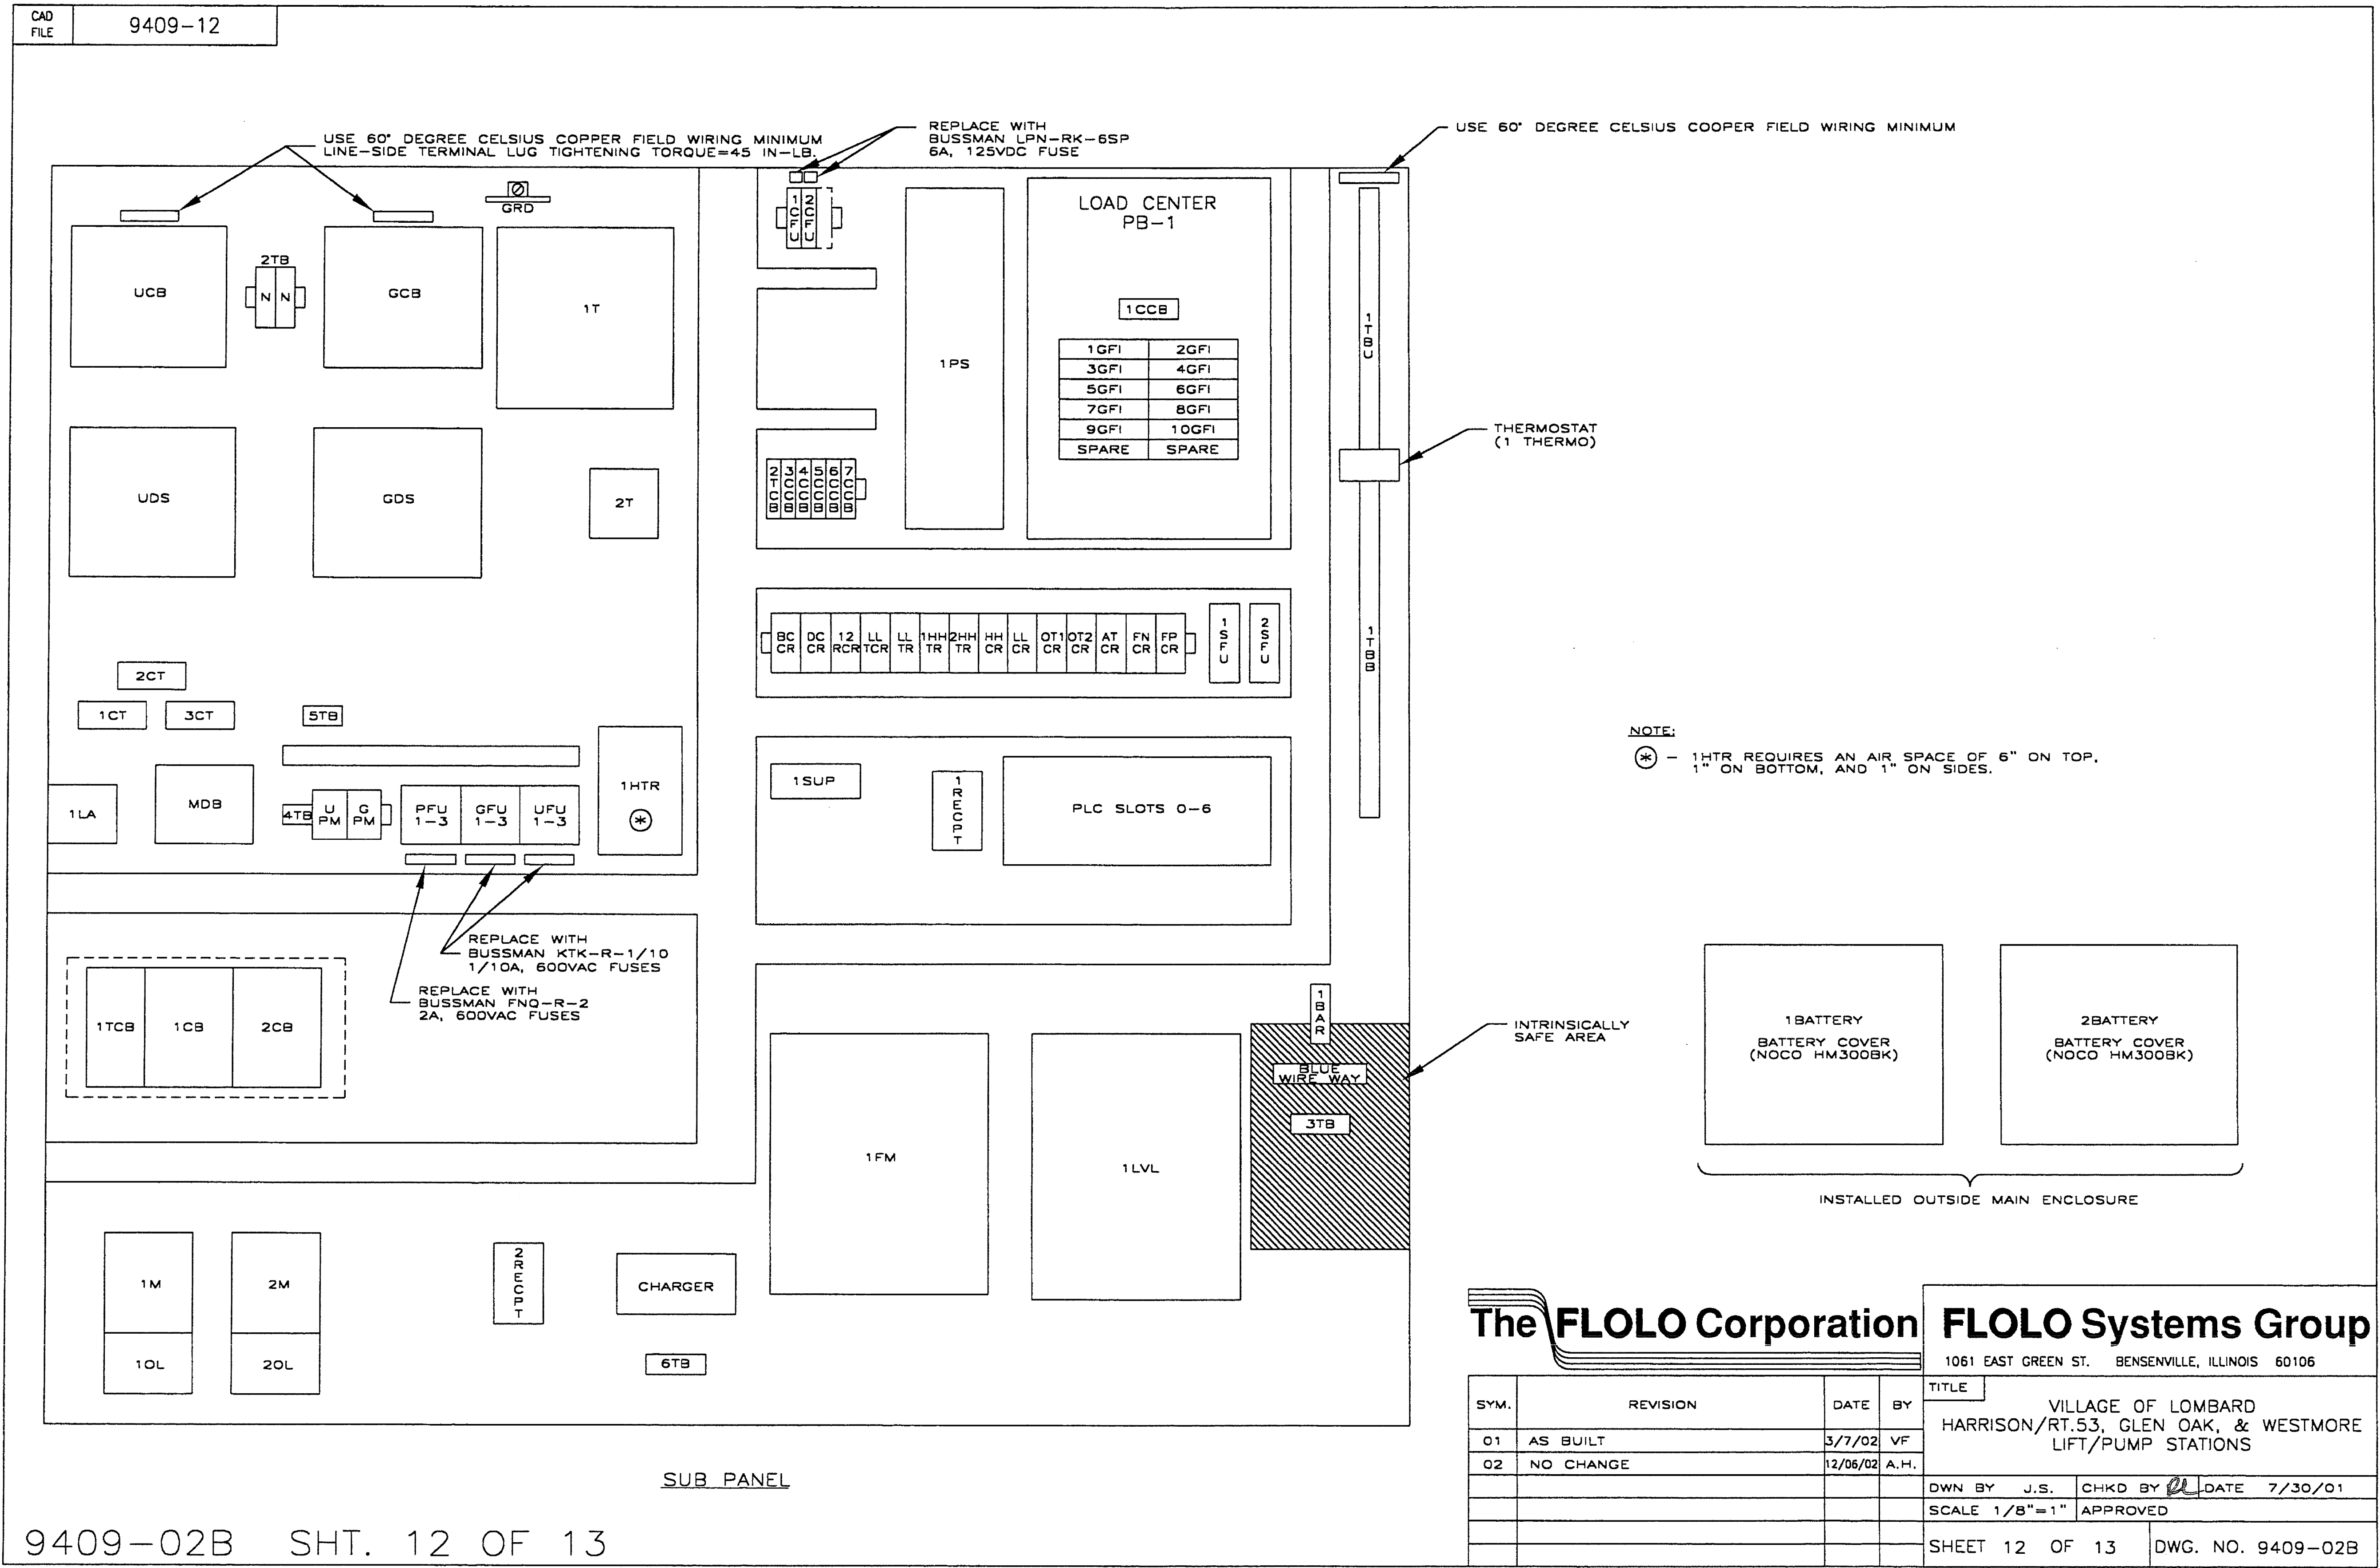 CAD
FILE
9409-12
USE 60° DEGREE CELSIUS COPPER FIELD WIRING MINIMUM
LINE-SIDE TERMINAL LUG TIGHTENING TORQUE=45 IN-LB.
REPLACE WITH
BUSSMAN LPN-RK-6SP
6A, 125VDC FUSE
USE 60° DEGREE CELSIUS COOPER FIELD WIRING MINIMUM
GRD
UCB
2TB
N N
GCB
1T
1CFU
2CFU
1PS
LOAD CENTER
PB-1
1CCB
1GFI 2GFI
3GFI 4GFI
5GFI 6GFI
7GFI 8GFI
9GFI 10GFI
SPARE SPARE
1TBU
THERMOSTAT
(1 THERMO)
UDS
GDS
2T
2TCB
3CCB
4CCB
5CCB
6CCB
7CCB
BC
CR
DC
CR
12
RCR
LL
TCR
LL
TR
1HH
TR
2HH
TR
HH
CR
LL
CR
OT1
CR
OT2
CR
AT
CR
FN
CR
FP
CR
1SFU
2SFU
1TBB
2CT
1CT
3CT
5TB
1LA
MDB
4TB
U
PM
G
PM
PFU
1-3
GFU
1-3
UFU
1-3
1HTR
*
1SUP
1RECPT
PLC SLOTS 0-6
NOTE:
* - 1HTR REQUIRES AN AIR SPACE OF 6" ON TOP,
1" ON BOTTOM, AND 1" ON SIDES.
REPLACE WITH
BUSSMAN KTK-R-1/10
1/10A, 600VAC FUSES
REPLACE WITH
BUSSMAN FNQ-R-2
2A, 600VAC FUSES
1TCB
1CB
2CB
1BAR
INTRINSICALLY
SAFE AREA
BLUE
WIRE WAY
3TB
1FM
1LVL
1BATTERY
BATTERY COVER
(NOCO HM300BK)
2BATTERY
BATTERY COVER
(NOCO HM300BK)
INSTALLED OUTSIDE MAIN ENCLOSURE
1M
1OL
2M
2OL
2RECPT
CHARGER
6TB
SUB PANEL
9409-02B SHT. 12 OF 13
The FLOLO Corporation
FLOLO Systems Group
1061 EAST GREEN ST. BENSENVILLE, ILLINOIS 60106
SYM. REVISION DATE BY
01 AS BUILT 3/7/02 VF
02 NO CHANGE 12/06/02 A.H.
TITLE
VILLAGE OF LOMBARD
HARRISON/RT.53, GLEN OAK, & WESTMORE
LIFT/PUMP STATIONS
DWN BY J.S. CHKD BY DATE 7/30/01
SCALE 1/8"=1" APPROVED
SHEET 12 OF 13 DWG. NO. 9409-02B